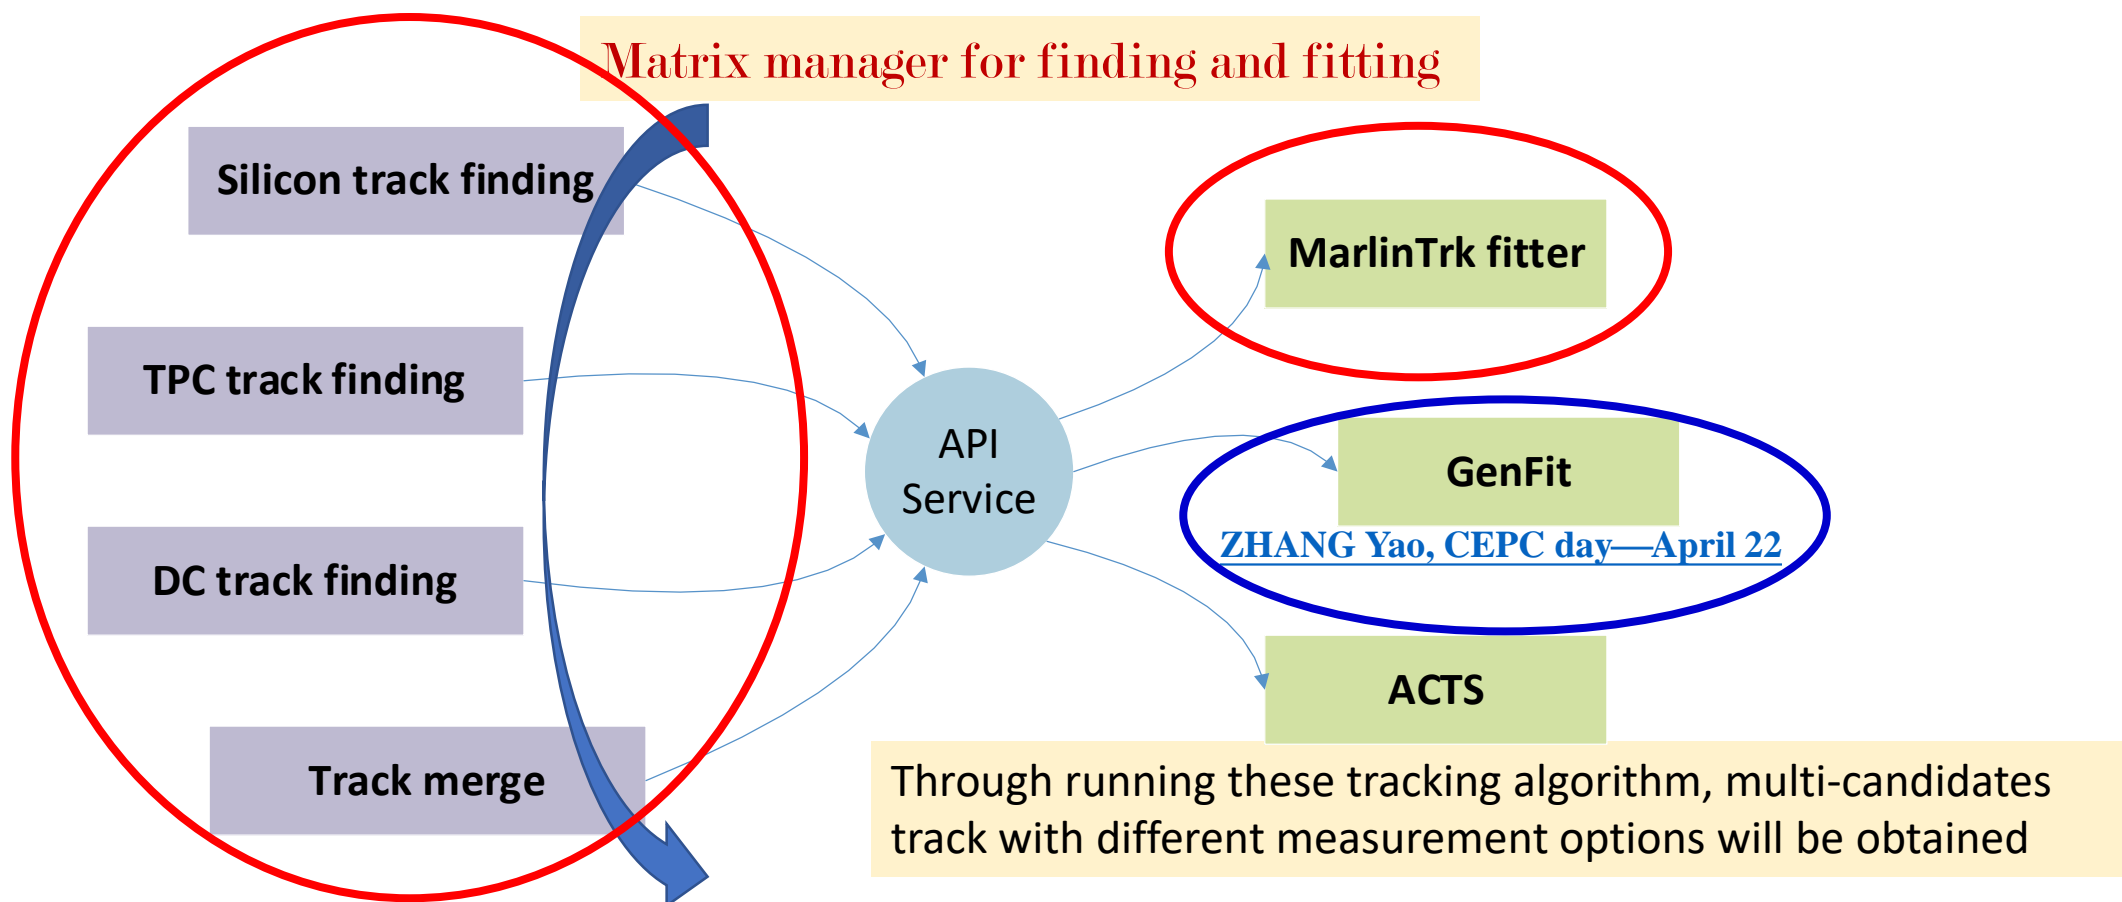 Matrix manager for finding and fitting
Silicon track finding
TPC track finding
DC track finding
Track merge
API
Service
MarlinTrk fitter
GenFit
ZHANG Yao, CEPC day—April 22
ACTS
Through running these tracking algorithm, multi-candidates
track with different measurement options will be obtained